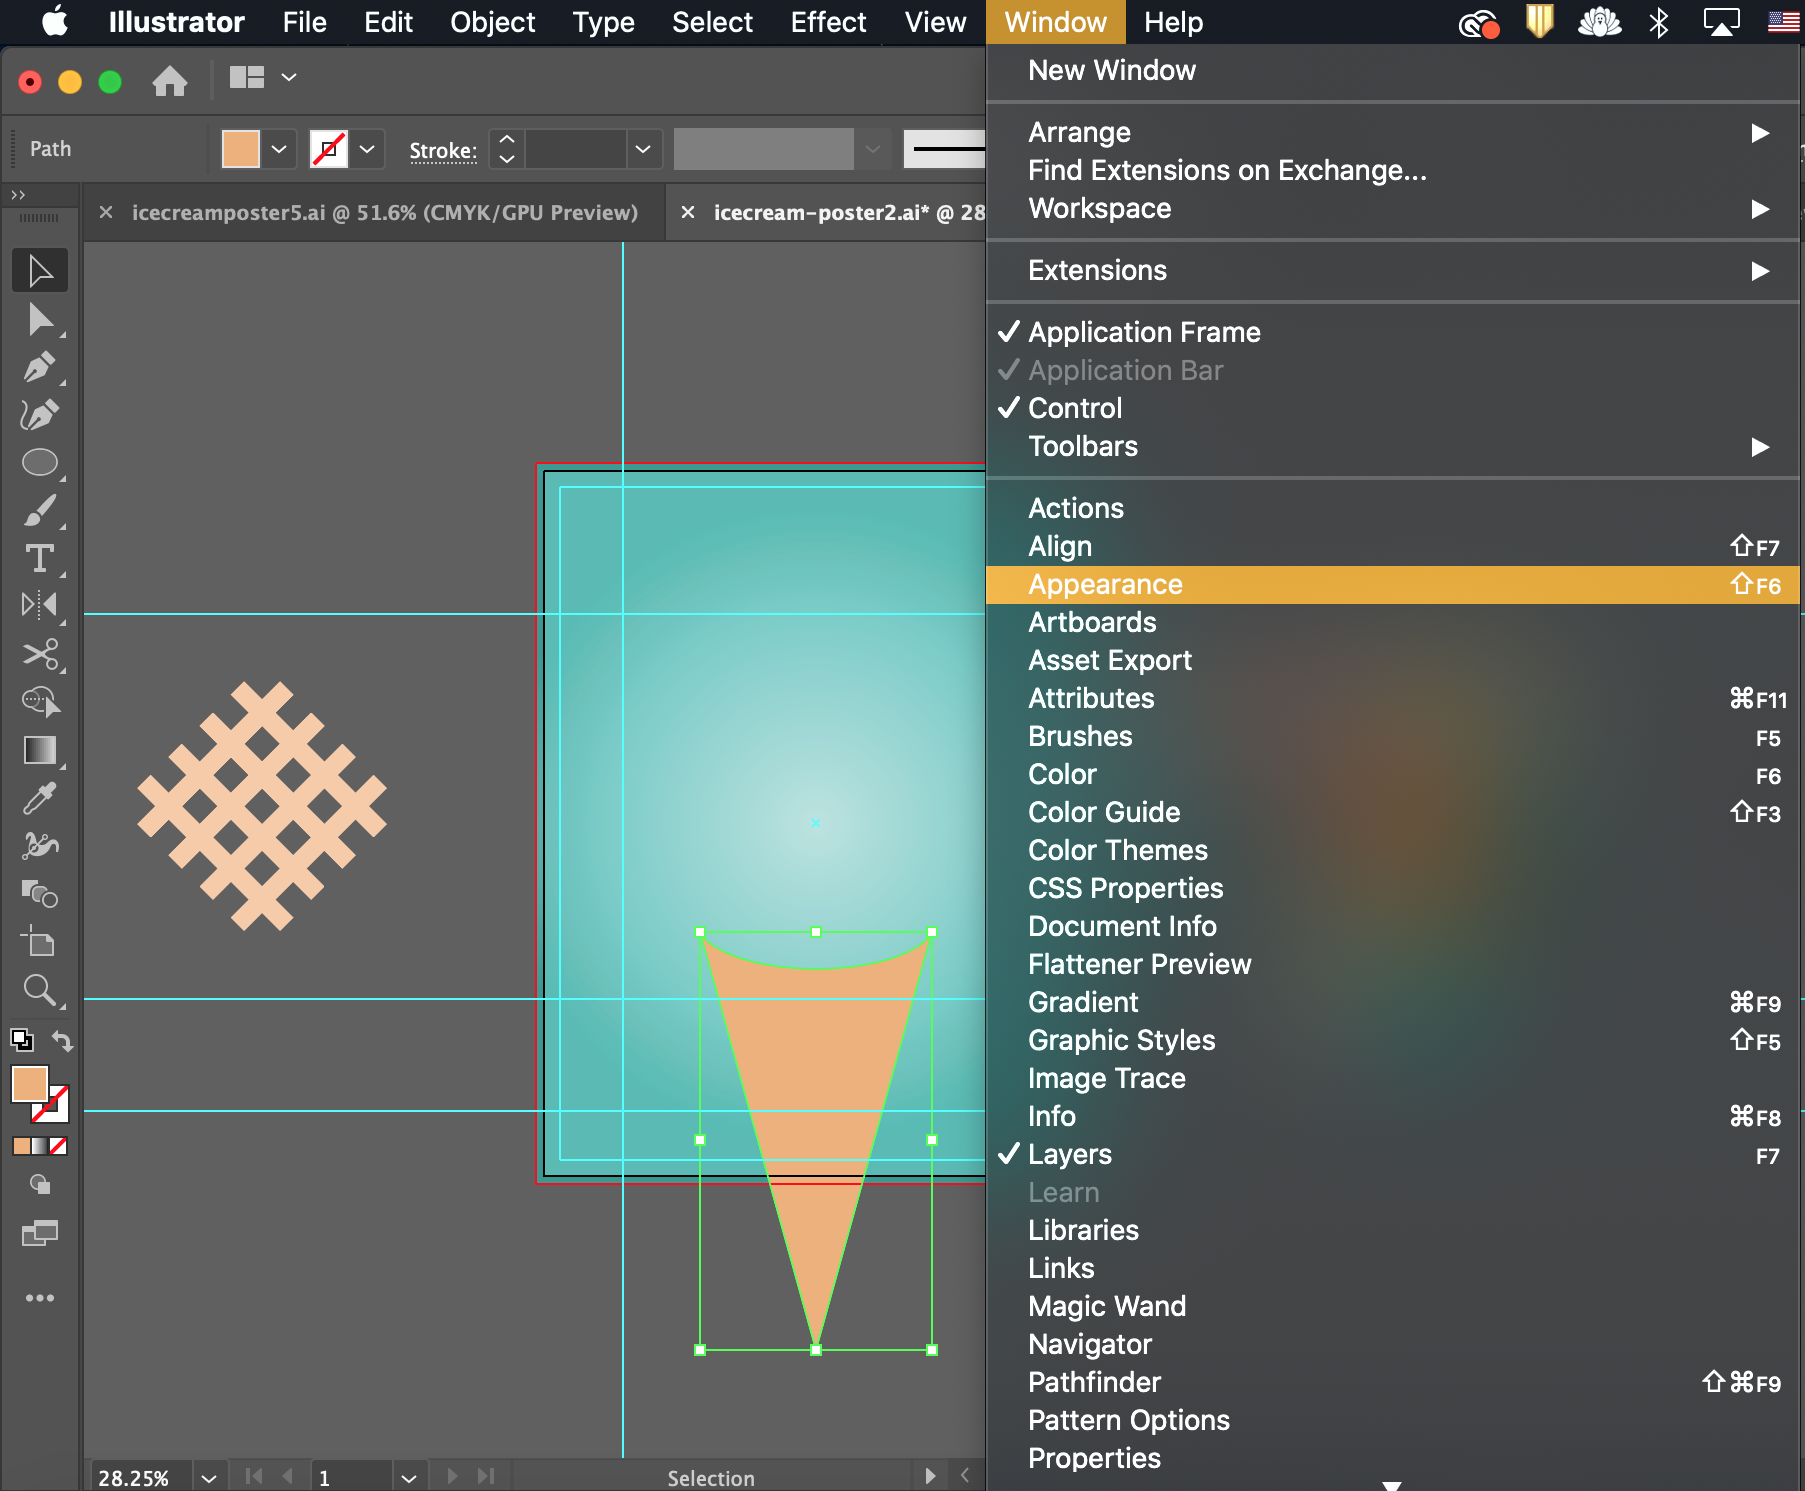 Illustrator File Edit Object Type Select Effect View Window Help
Path
Stroke:
icecreamposter5.ai @ 51.6% (CMYK/GPU Preview)
icecream-poster2.ai* @ 28
New Window
Arrange
Find Extensions on Exchange...
Workspace
Extensions
Application Frame
Application Bar
Control
Toolbars
Actions
Align ⇧F7
Appearance ⇧F6
Artboards
Asset Export
Attributes ⌘F11
Brushes F5
Color F6
Color Guide ⇧F3
Color Themes
CSS Properties
Document Info
Flattener Preview
Gradient ⌘F9
Graphic Styles ⇧F5
Image Trace
Info ⌘F8
Layers F7
Learn
Libraries
Links
Magic Wand
Navigator
Pathfinder ⇧⌘F9
Pattern Options
Properties
28.25% 1 Selection